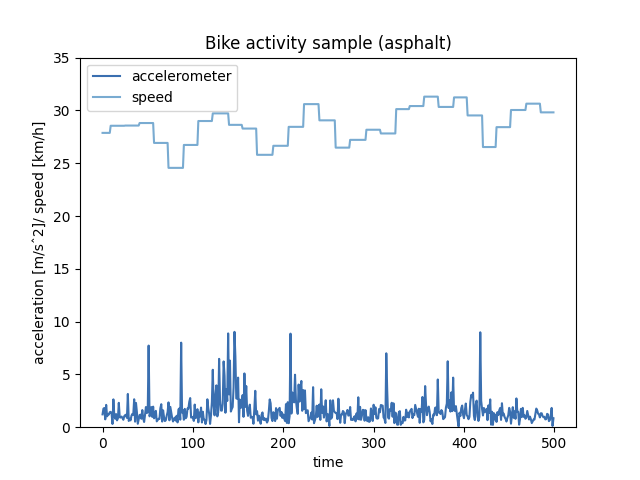 Bike activity sample (asphalt)
accelerometer
speed
acceleration [m/sˆ2]/ speed [km/h]
35
30
25
20
15
10
5
0
0 100 200 300 400 500
time